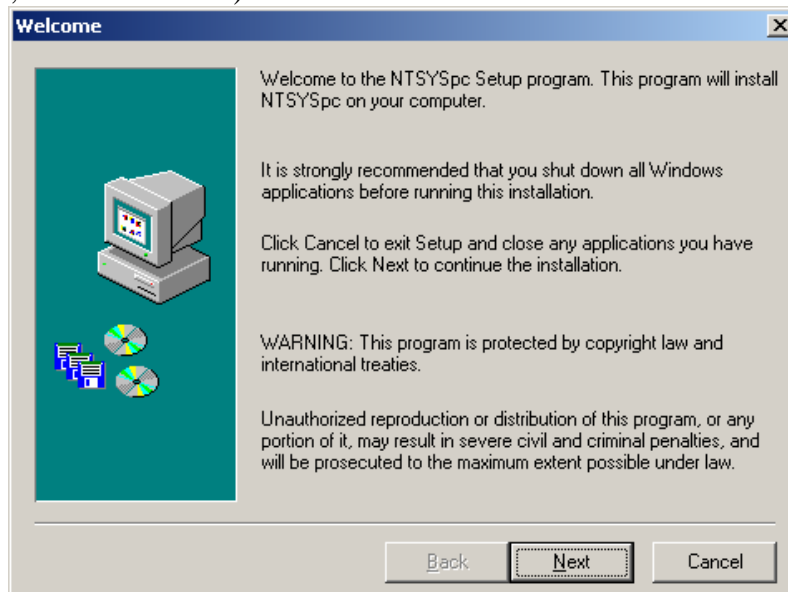 Welcome
Welcome to the NTSYSpc Setup program. This program will install
NTSYSpc on your computer.
It is strongly recommended that you shut down all Windows
applications before running this installation.
Click Cancel to exit Setup and close any applications you have
running. Click Next to continue the installation.
WARNING: This program is protected by copyright law and
international treaties.
Unauthorized reproduction or distribution of this program, or any
portion of it, may result in severe civil and criminal penalties, and
will be prosecuted to the maximum extent possible under law.
Back Next Cancel